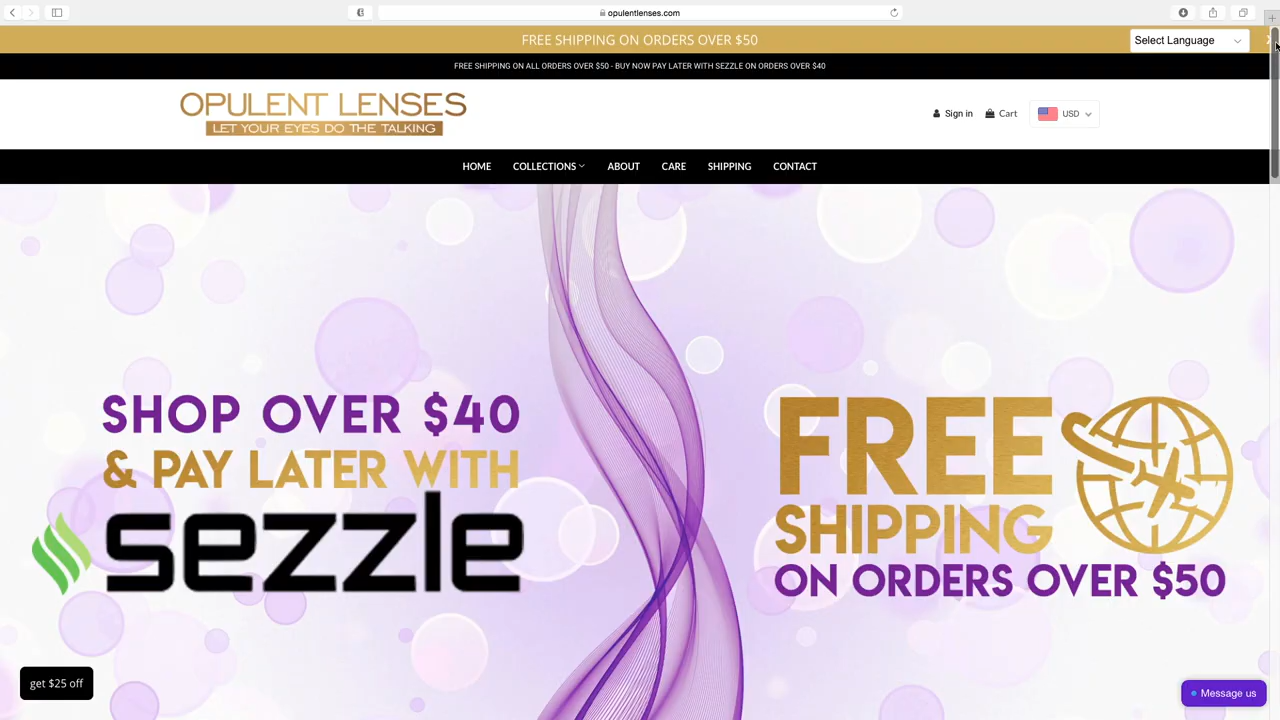 opulentlenses.com
FREE SHIPPING ON ORDERS OVER $50
Select Language
FREE SHIPPING ON ALL ORDERS OVER $50 - BUY NOW PAY LATER WITH SEZZLE ON ORDERS OVER $40
OPULENT LENSES
LET YOUR EYES DO THE TALKING
Sign in
Cart
USD
HOME
COLLECTIONS
ABOUT
CARE
SHIPPING
CONTACT
SHOP OVER $40
& PAY LATER WITH
sezzle
FREE
SHIPPING
ON ORDERS OVER $50
get $25 off
Message us